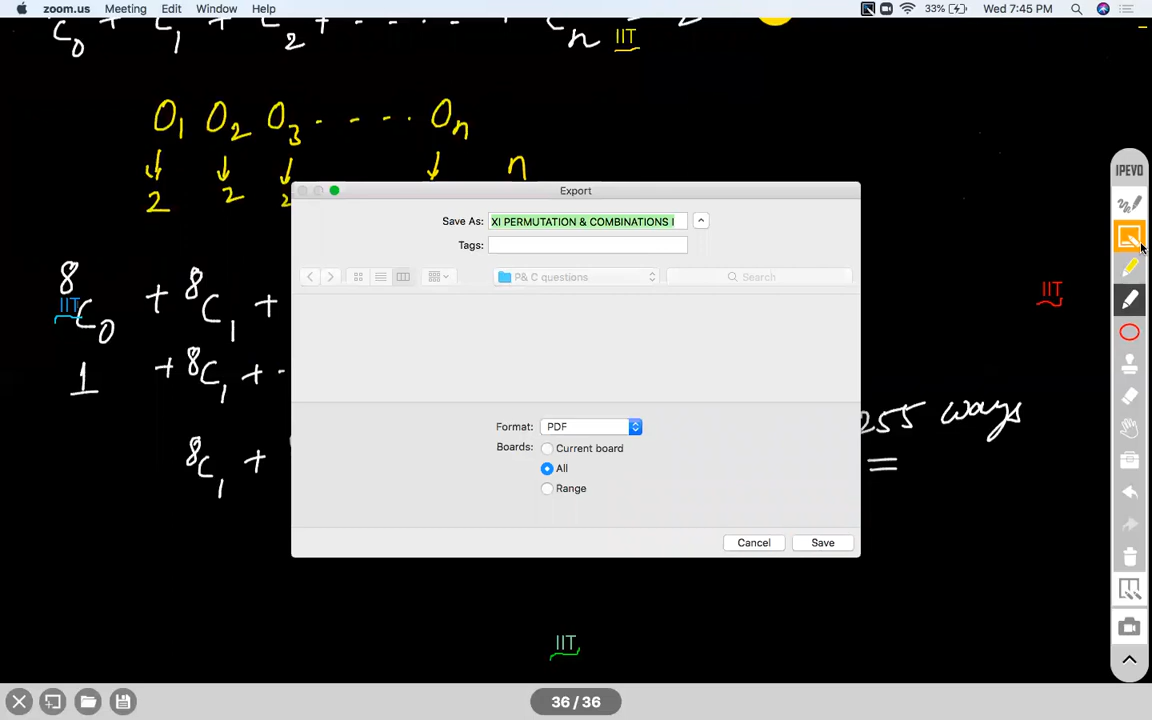 zoom.us Meeting Edit Window Help 33% Wed 7:45 PM
C0 + C1 + C2 + . . . . Cn
IIT
IPEVO
O1 O2 O3 . . . . On
2 2 2 n
Export
Save As: XI PERMUTATION & COMBINATIONS I
Tags:
P& C questions Search
8C0 + 8C1 +
IIT
IIT
1 + 8C1 + .
255 ways
8C1 + =
Format: PDF
Boards: Current board
All
Range
Cancel Save
IIT
36 / 36